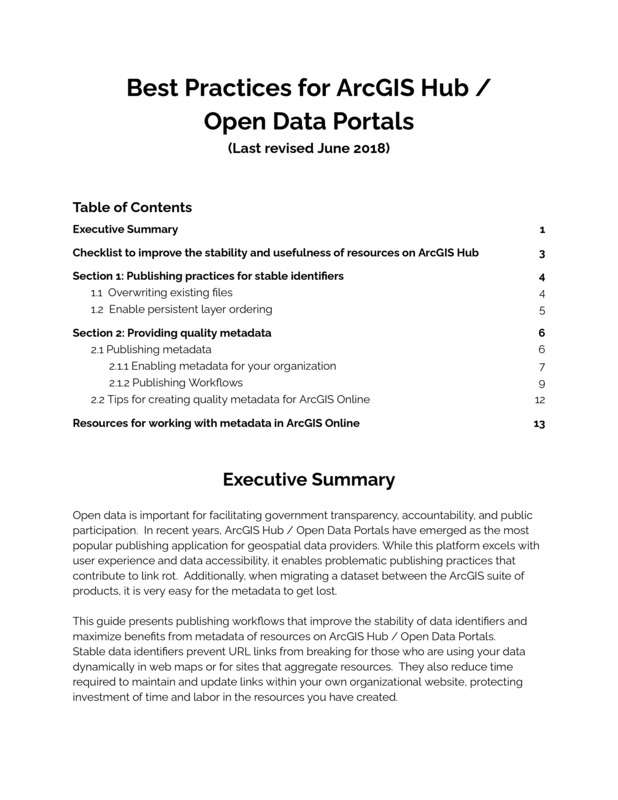 Best Practices for ArcGIS Hub /
Open Data Portals
(Last revised June 2018)
Table of Contents
Executive Summary 1
Checklist to improve the stability and usefulness of resources on ArcGIS Hub 3
Section 1: Publishing practices for stable identifiers 4
1.1 Overwriting existing files 4
1.2 Enable persistent layer ordering 5
Section 2: Providing quality metadata 6
2.1 Publishing metadata 6
2.1.1 Enabling metadata for your organization 7
2.1.2 Publishing Workflows 9
2.2 Tips for creating quality metadata for ArcGIS Online 12
Resources for working with metadata in ArcGIS Online 13
Executive Summary
Open data is important for facilitating government transparency, accountability, and public
participation. In recent years, ArcGIS Hub / Open Data Portals have emerged as the most
popular publishing application for geospatial data providers. While this platform excels with
user experience and data accessibility, it enables problematic publishing practices that
contribute to link rot. Additionally, when migrating a dataset between the ArcGIS suite of
products, it is very easy for the metadata to get lost.
This guide presents publishing workflows that improve the stability of data identifiers and
maximize benefits from metadata of resources on ArcGIS Hub / Open Data Portals.
Stable data identifiers prevent URL links from breaking for those who are using your data
dynamically in web maps or for sites that aggregate resources. They also reduce time
required to maintain and update links within your own organizational website, protecting
investment of time and labor in the resources you have created.